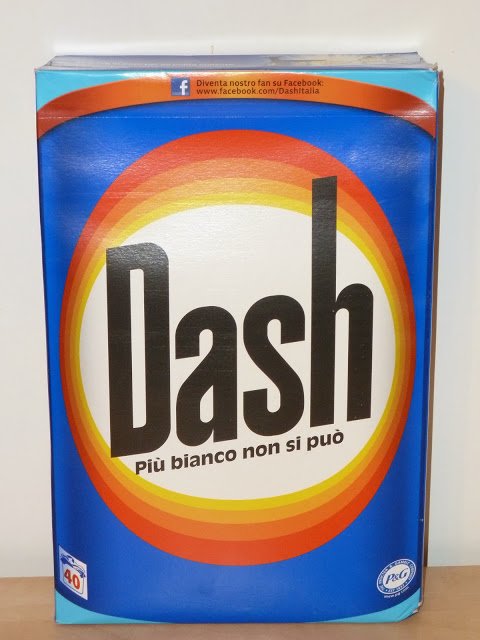 Diventa nostro fan su Facebook:
www.facebook.com/DashItalia
Dash
Più bianco non si può
40
P&G